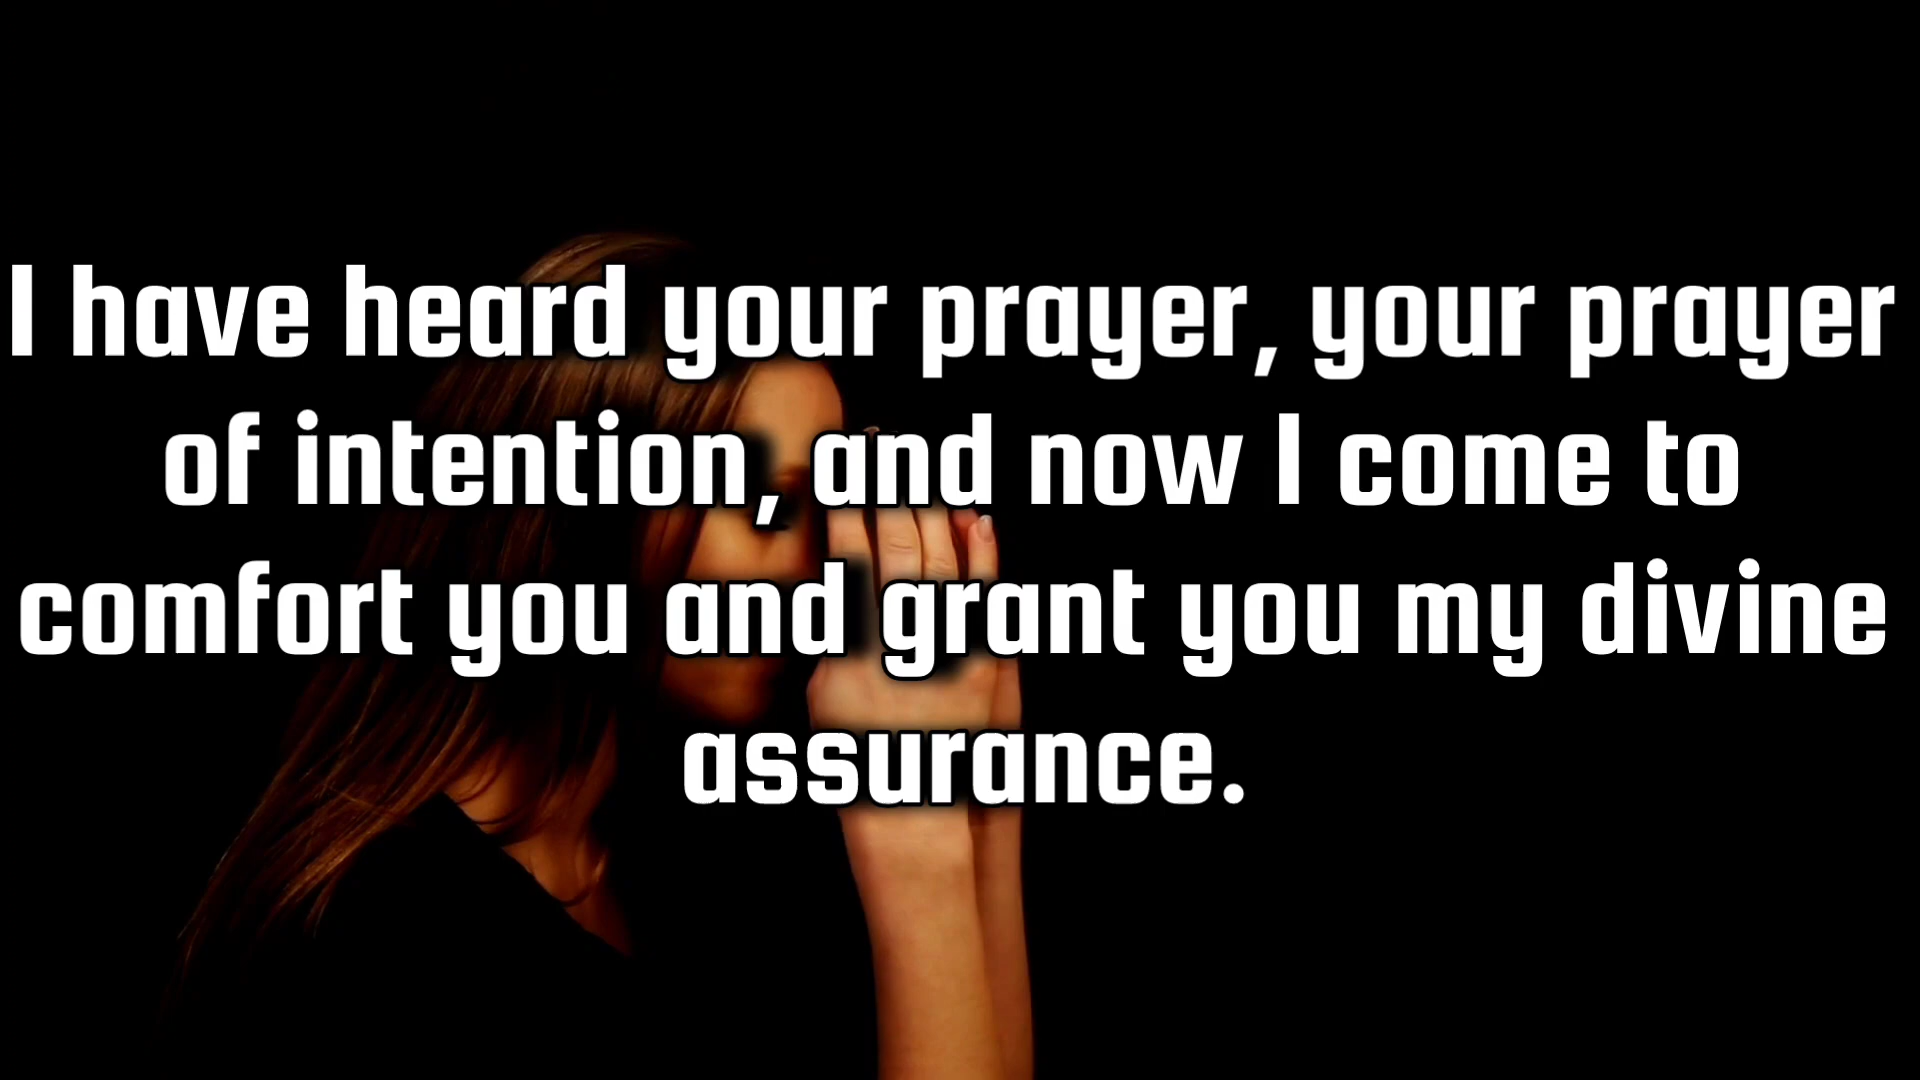 I have heard your prayer, your prayer
of intention, and now I come to
comfort you and grant you my divine
assurance.